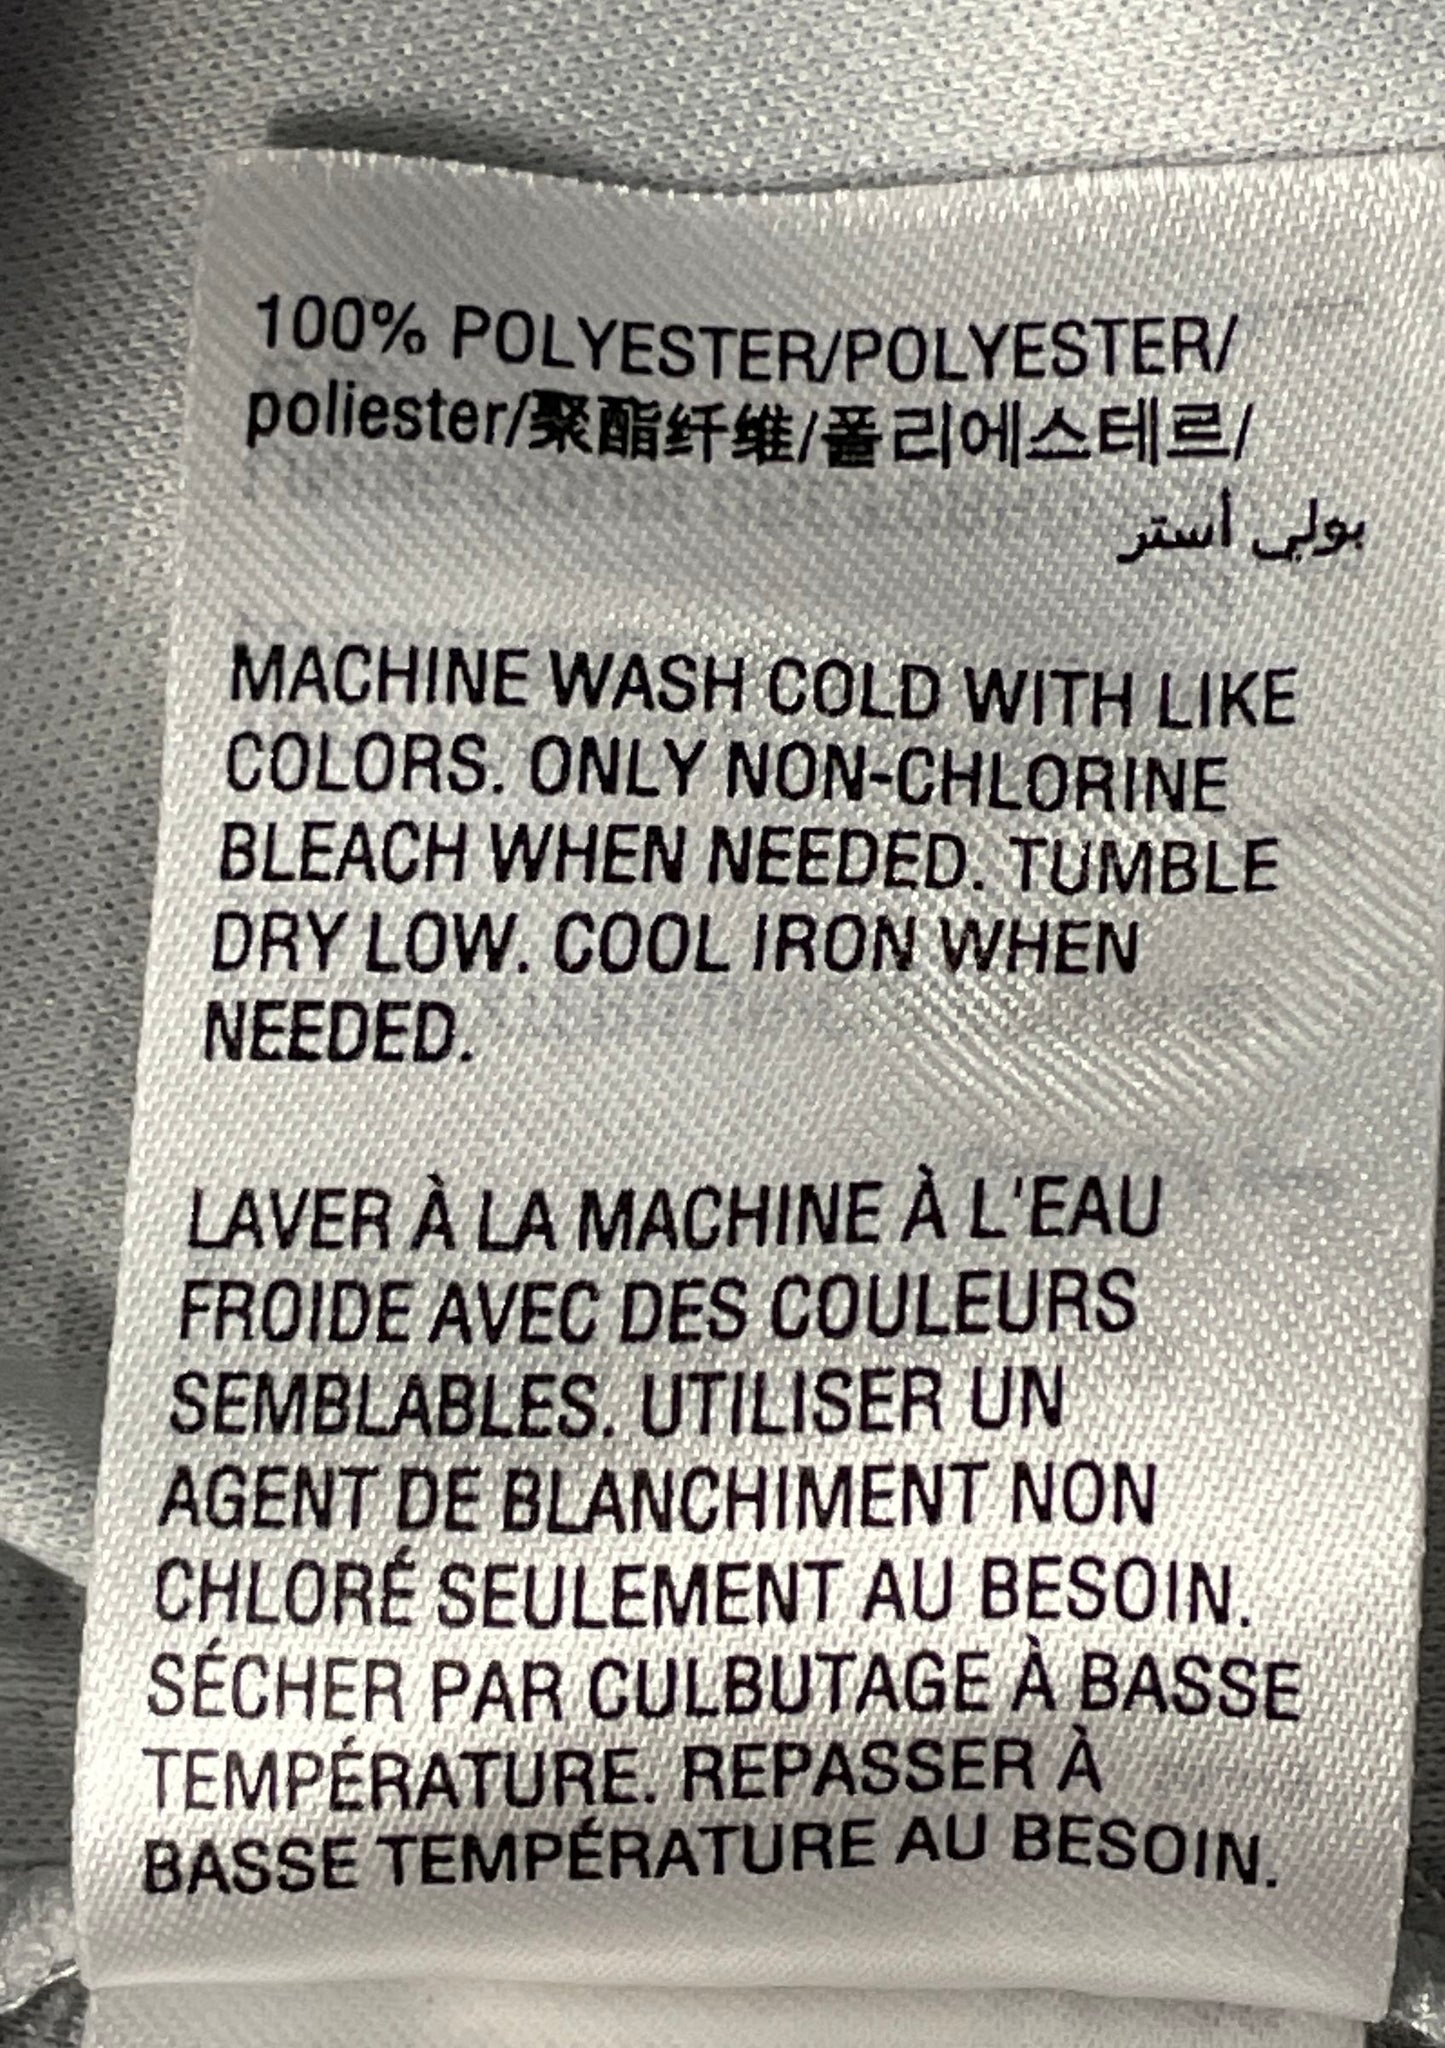 100% POLYESTER/POLYESTER/
poliester/聚酯纤维/폴리에스테르/
بولي أستر
MACHINE WASH COLD WITH LIKE
COLORS. ONLY NON-CHLORINE
BLEACH WHEN NEEDED. TUMBLE
DRY LOW. COOL IRON WHEN
NEEDED.
LAVER À LA MACHINE À L'EAU
FROIDE AVEC DES COULEURS
SEMBLABLES. UTILISER UN
AGENT DE BLANCHIMENT NON
CHLORÉ SEULEMENT AU BESOIN.
SÉCHER PAR CULBUTAGE À BASSE
TEMPÉRATURE. REPASSER À
BASSE TEMPÉRATURE AU BESOIN.